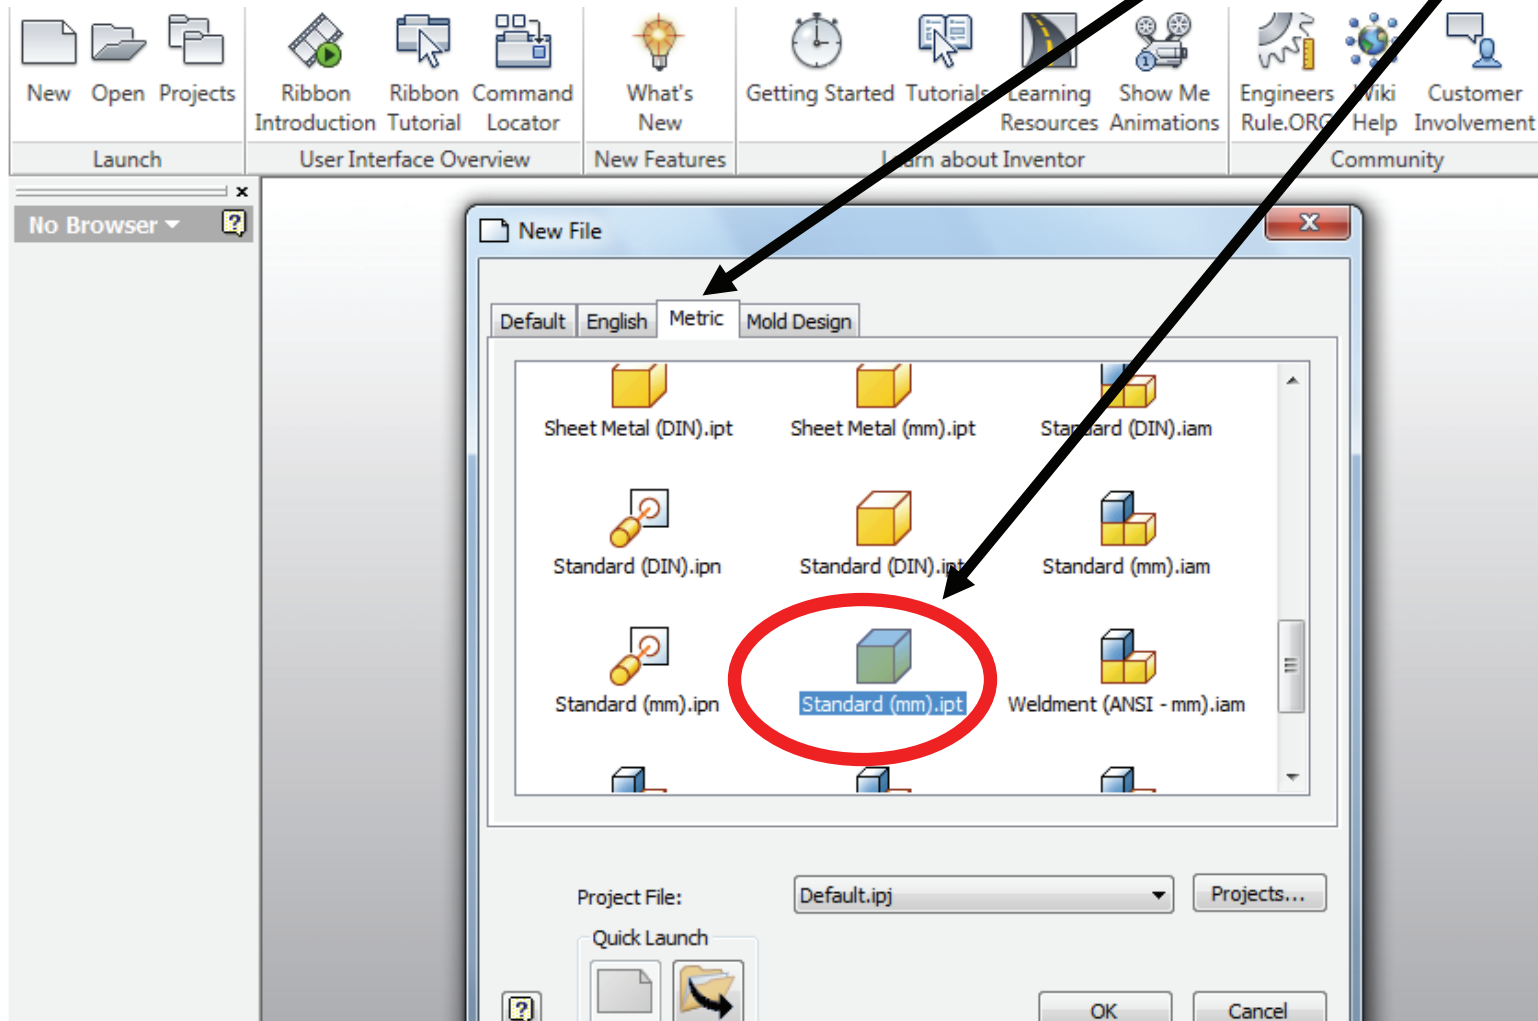 New Open Projects
Ribbon Introduction
Ribbon Tutorial
Command Locator
What's New
Getting Started
Tutorials
Learning Resources
Show Me Animations
Engineers Rule.ORG
Wiki Help
Customer Involvement
Launch
User Interface Overview
New Features
Learn about Inventor
Community
No Browser
New File
Default English Metric Mold Design
Sheet Metal (DIN).ipt Sheet Metal (mm).ipt Standard (DIN).iam
Standard (DIN).ipn Standard (DIN).ipt Standard (mm).iam
Standard (mm).ipn Standard (mm).ipt Weldment (ANSI - mm).iam
Project File: Default.ipj Projects...
Quick Launch
OK Cancel